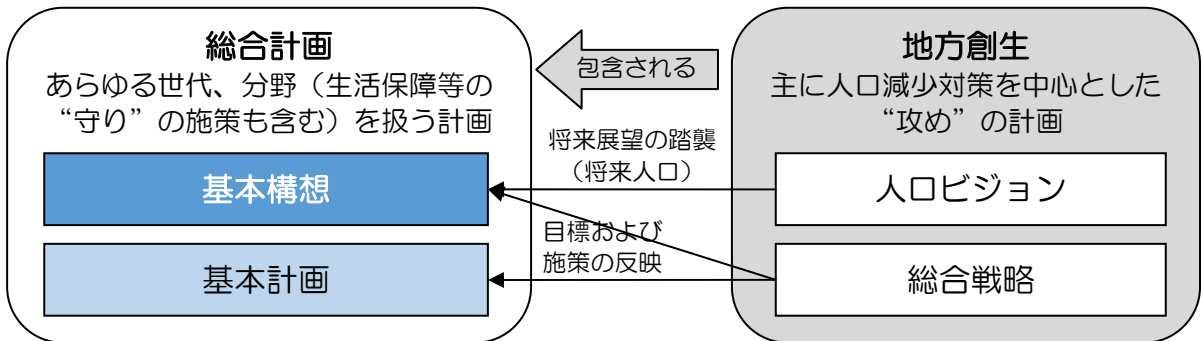 総合計画
あらゆる世代、分野（生活保障等の
“守り”の施策も含む）を扱う計画
基本構想
基本計画
包含される
将来展望の踏襲
（将来人口）
目標および
施策の反映
地方創生
主に人口減少対策を中心とした
“攻め”の計画
人口ビジョン
総合戦略